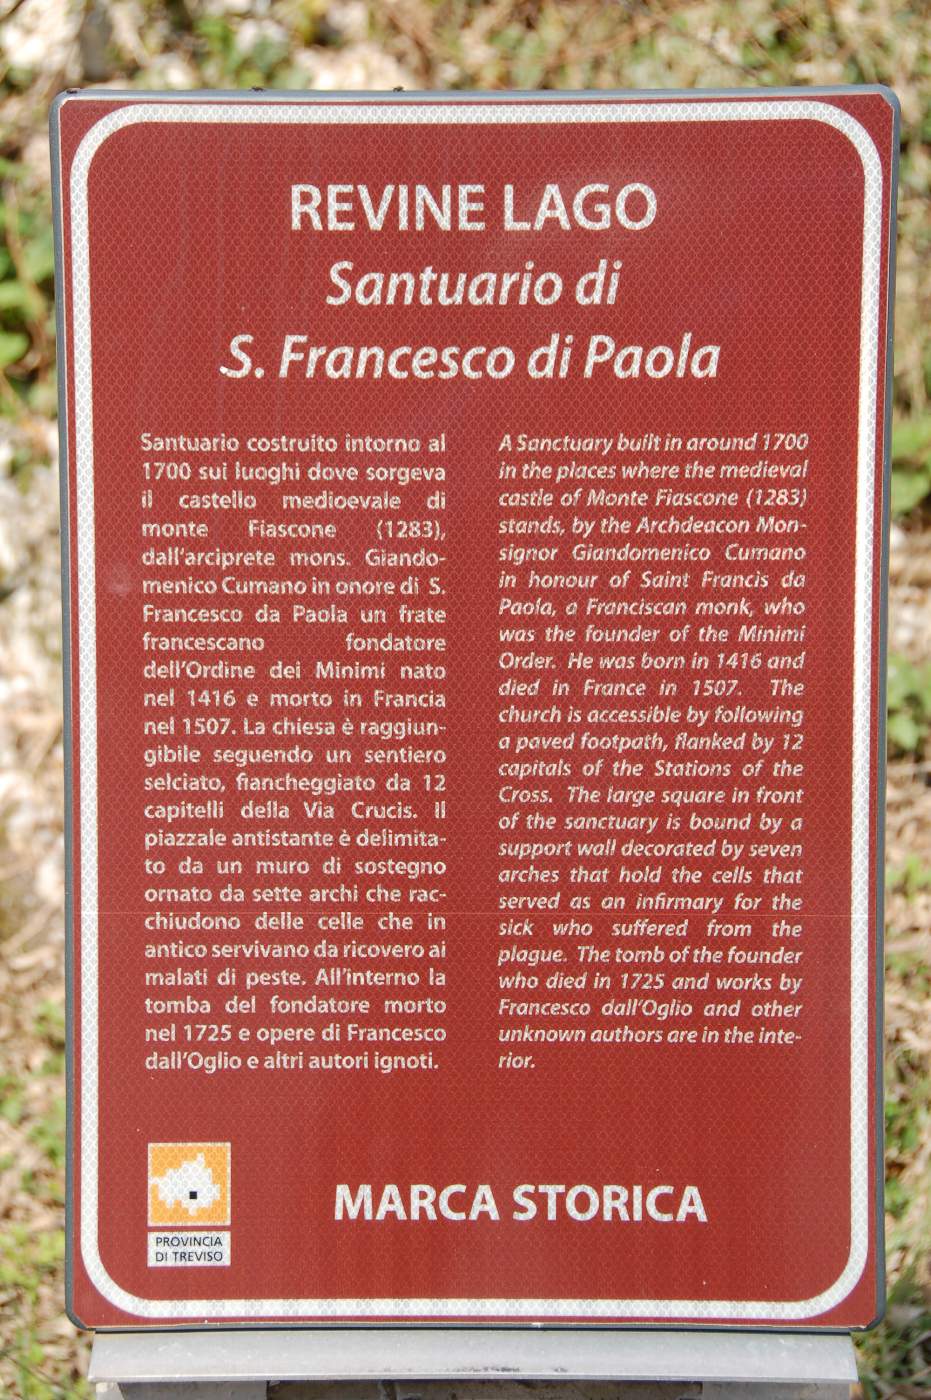 REVINE LAGO
Santuario di
S. Francesco di Paola
Santuario costruito intorno al
1700 sui luoghi dove sorgeva
il castello medioevale di
monte Fiascone (1283),
dall'arciprete mons. Giando-
menico Cumano in onore di S.
Francesco da Paola un frate
francescano fondatore
dell'Ordine dei Minimi nato
nel 1416 e morto in Francia
nel 1507. La chiesa è raggiun-
gibile seguendo un sentiero
selciato, fiancheggiato da 12
capitelli della Via Crucis. Il
piazzale antistante è delimita-
to da un muro di sostegno
ornato da sette archi che rac-
chiudono delle celle che in
antico servivano da ricovero ai
malati di peste. All'interno la
tomba del fondatore morto
nel 1725 e opere di Francesco
dall'Oglio e altri autori ignoti.
A Sanctuary built in around 1700
in the places where the medieval
castle of Monte Fiascone (1283)
stands, by the Archdeacon Mon-
signor Giandomenico Cumano
in honour of Saint Francis da
Paola, a Franciscan monk, who
was the founder of the Minimi
Order. He was born in 1416 and
died in France in 1507. The
church is accessible by following
a paved footpath, flanked by 12
capitals of the Stations of the
Cross. The large square in front
of the sanctuary is bound by a
support wall decorated by seven
arches that hold the cells that
served as an infirmary for the
sick who suffered from the
plague. The tomb of the founder
who died in 1725 and works by
Francesco dall'Oglio and other
unknown authors are in the inte-
rior.
PROVINCIA
DI TREVISO
MARCA STORICA